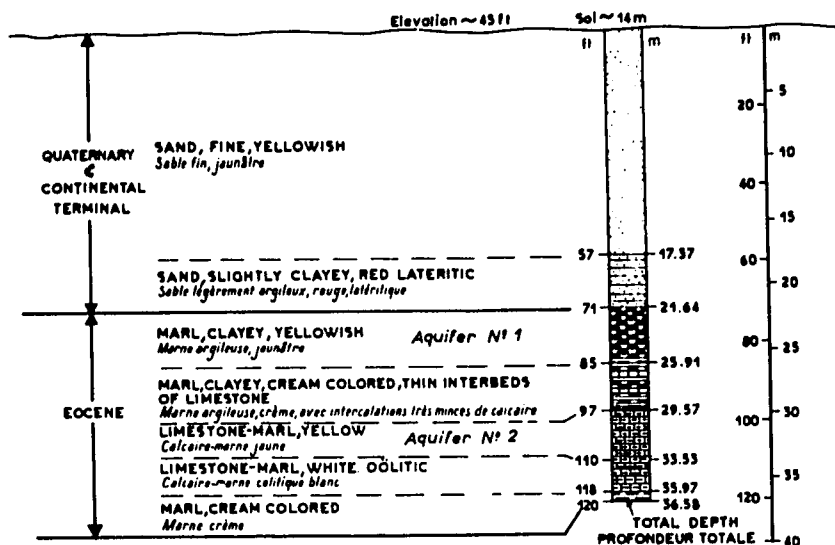 Elevation ~ 45 ft Sol ~ 14 m
ft m ft m
5
20
SAND, FINE, YELLOWISH
Sable fin, jaunâtre
10
QUATERNARY
&
CONTINENTAL
TERMINAL
40
15
57 17.37
60
SAND, SLIGHTLY CLAYEY, RED LATERITIC
Sable légèrement argileux, rouge, latéritique
20
71 21.64
MARL, CLAYEY, YELLOWISH Aquifer Nº 1
Marne argileuse, jaunâtre
80
25
85 25.91
MARL, CLAYEY, CREAM COLORED, THIN INTERBEDS
OF LIMESTONE
Marne argileuse, crème, avec intercalations très minces de calcaire
EOCENE
97 29.57
30
100
LIMESTONE-MARL, YELLOW Aquifer Nº 2
Calcaire-marne jaune
110 33.53
LIMESTONE-MARL, WHITE OÖLITIC
Calcaire-marne oolitique blanc
35
118 35.97
120 36.58
120
MARL, CREAM COLORED
Marne crème
TOTAL DEPTH
PROFONDEUR TOTALE
40